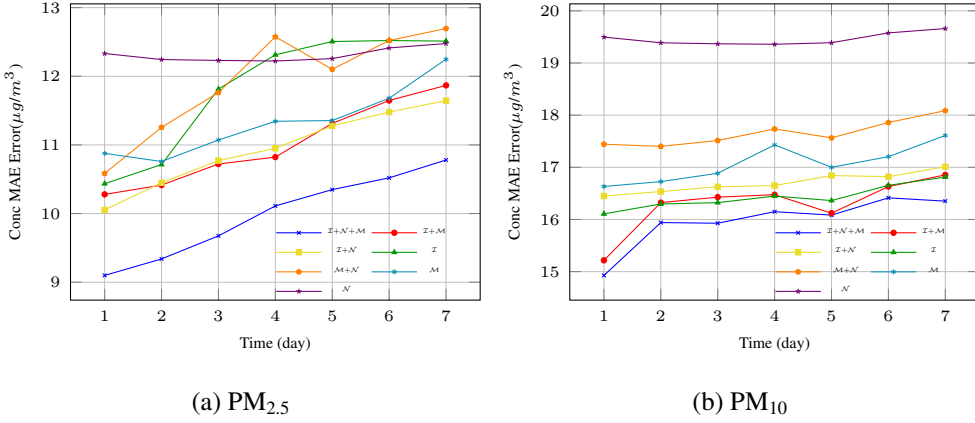 13
12
11
10
9
Conc MAE Error(μg/m³)
1 2 3 4 5 6 7
Time (day)
𝓘+𝓝+𝓜 𝓘+𝓜
𝓘+𝓝 𝓘
𝓜+𝓝 𝓜
𝓝
(a) PM₂.₅
20
19
18
17
16
15
Conc MAE Error(μg/m³)
1 2 3 4 5 6 7
Time (day)
𝓘+𝓝+𝓜 𝓘+𝓜
𝓘+𝓝 𝓘
𝓜+𝓝 𝓜
𝓝
(b) PM₁₀